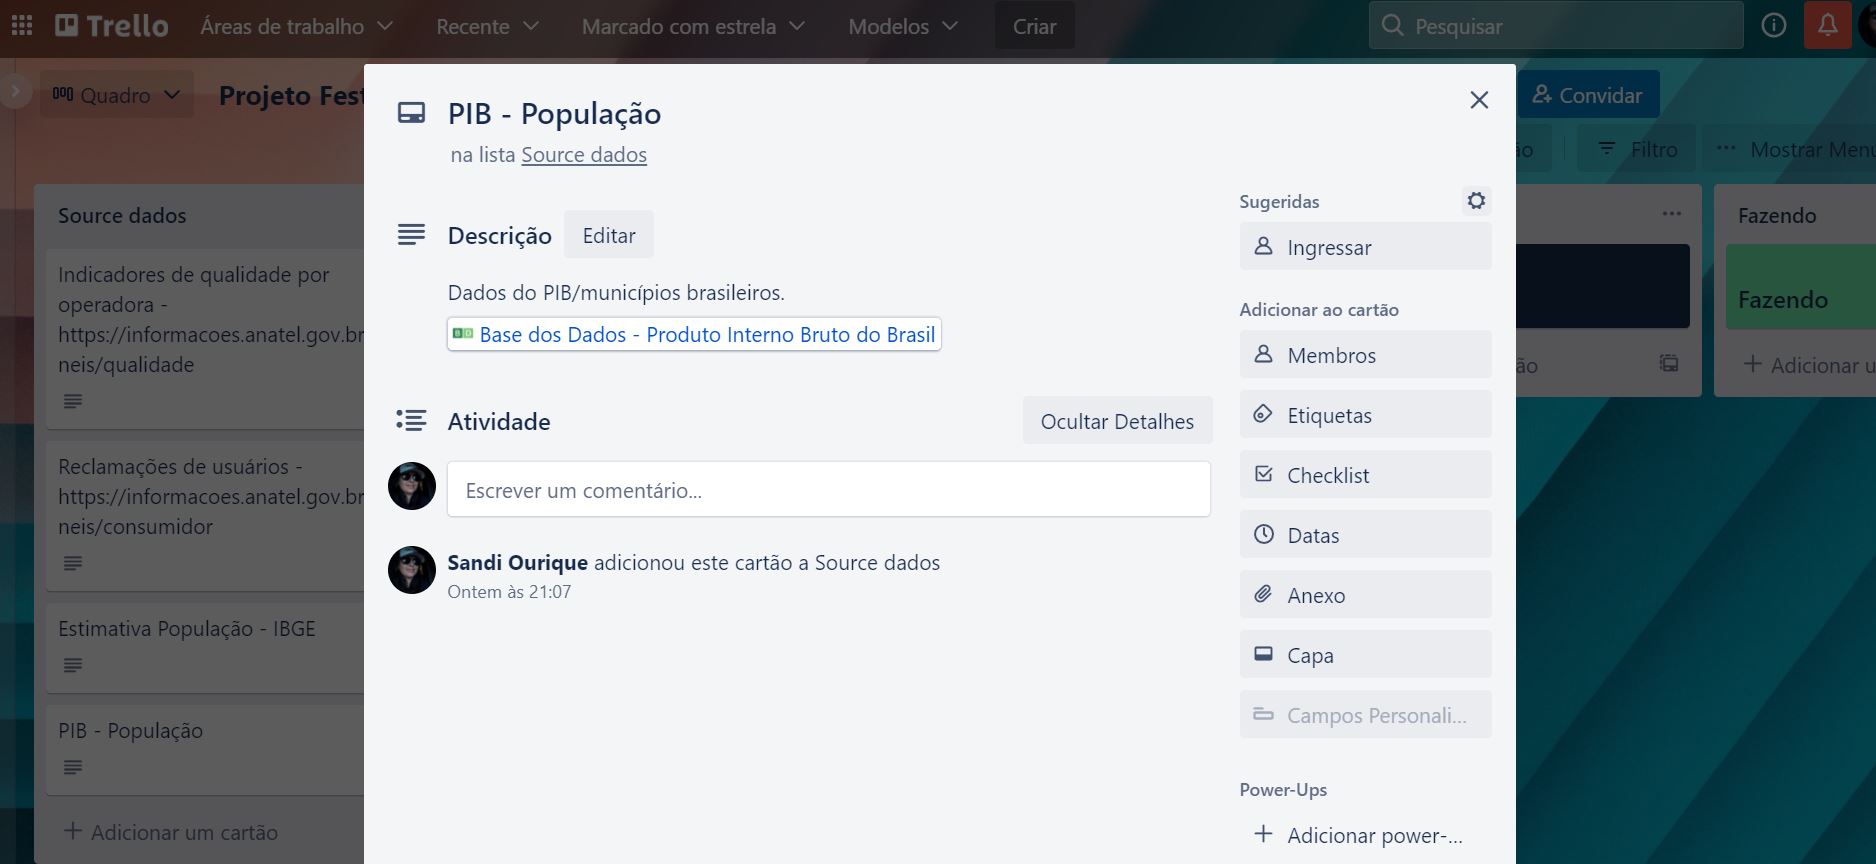 Trello
Áreas de trabalho
Recente
Marcado com estrela
Modelos
Criar
Pesquisar
Quadro
Projeto Fest
Convidar
ão
Filtro
Mostrar Menu
PIB - População
na lista Source dados
Descrição
Editar
Dados do PIB/municípios brasileiros.
Base dos Dados - Produto Interno Bruto do Brasil
Atividade
Ocultar Detalhes
Escrever um comentário...
Sandi Ourique adicionou este cartão a Source dados
Ontem às 21:07
Sugeridas
Ingressar
Adicionar ao cartão
Membros
Etiquetas
Checklist
Datas
Anexo
Capa
Campos Personali...
Power-Ups
Adicionar power-...
Source dados
Indicadores de qualidade por
operadora -
https://informacoes.anatel.gov.br
neis/qualidade
Reclamações de usuários -
https://informacoes.anatel.gov.br
neis/consumidor
Estimativa População - IBGE
PIB - População
Adicionar um cartão
ão
Fazendo
Fazendo
Adicionar u